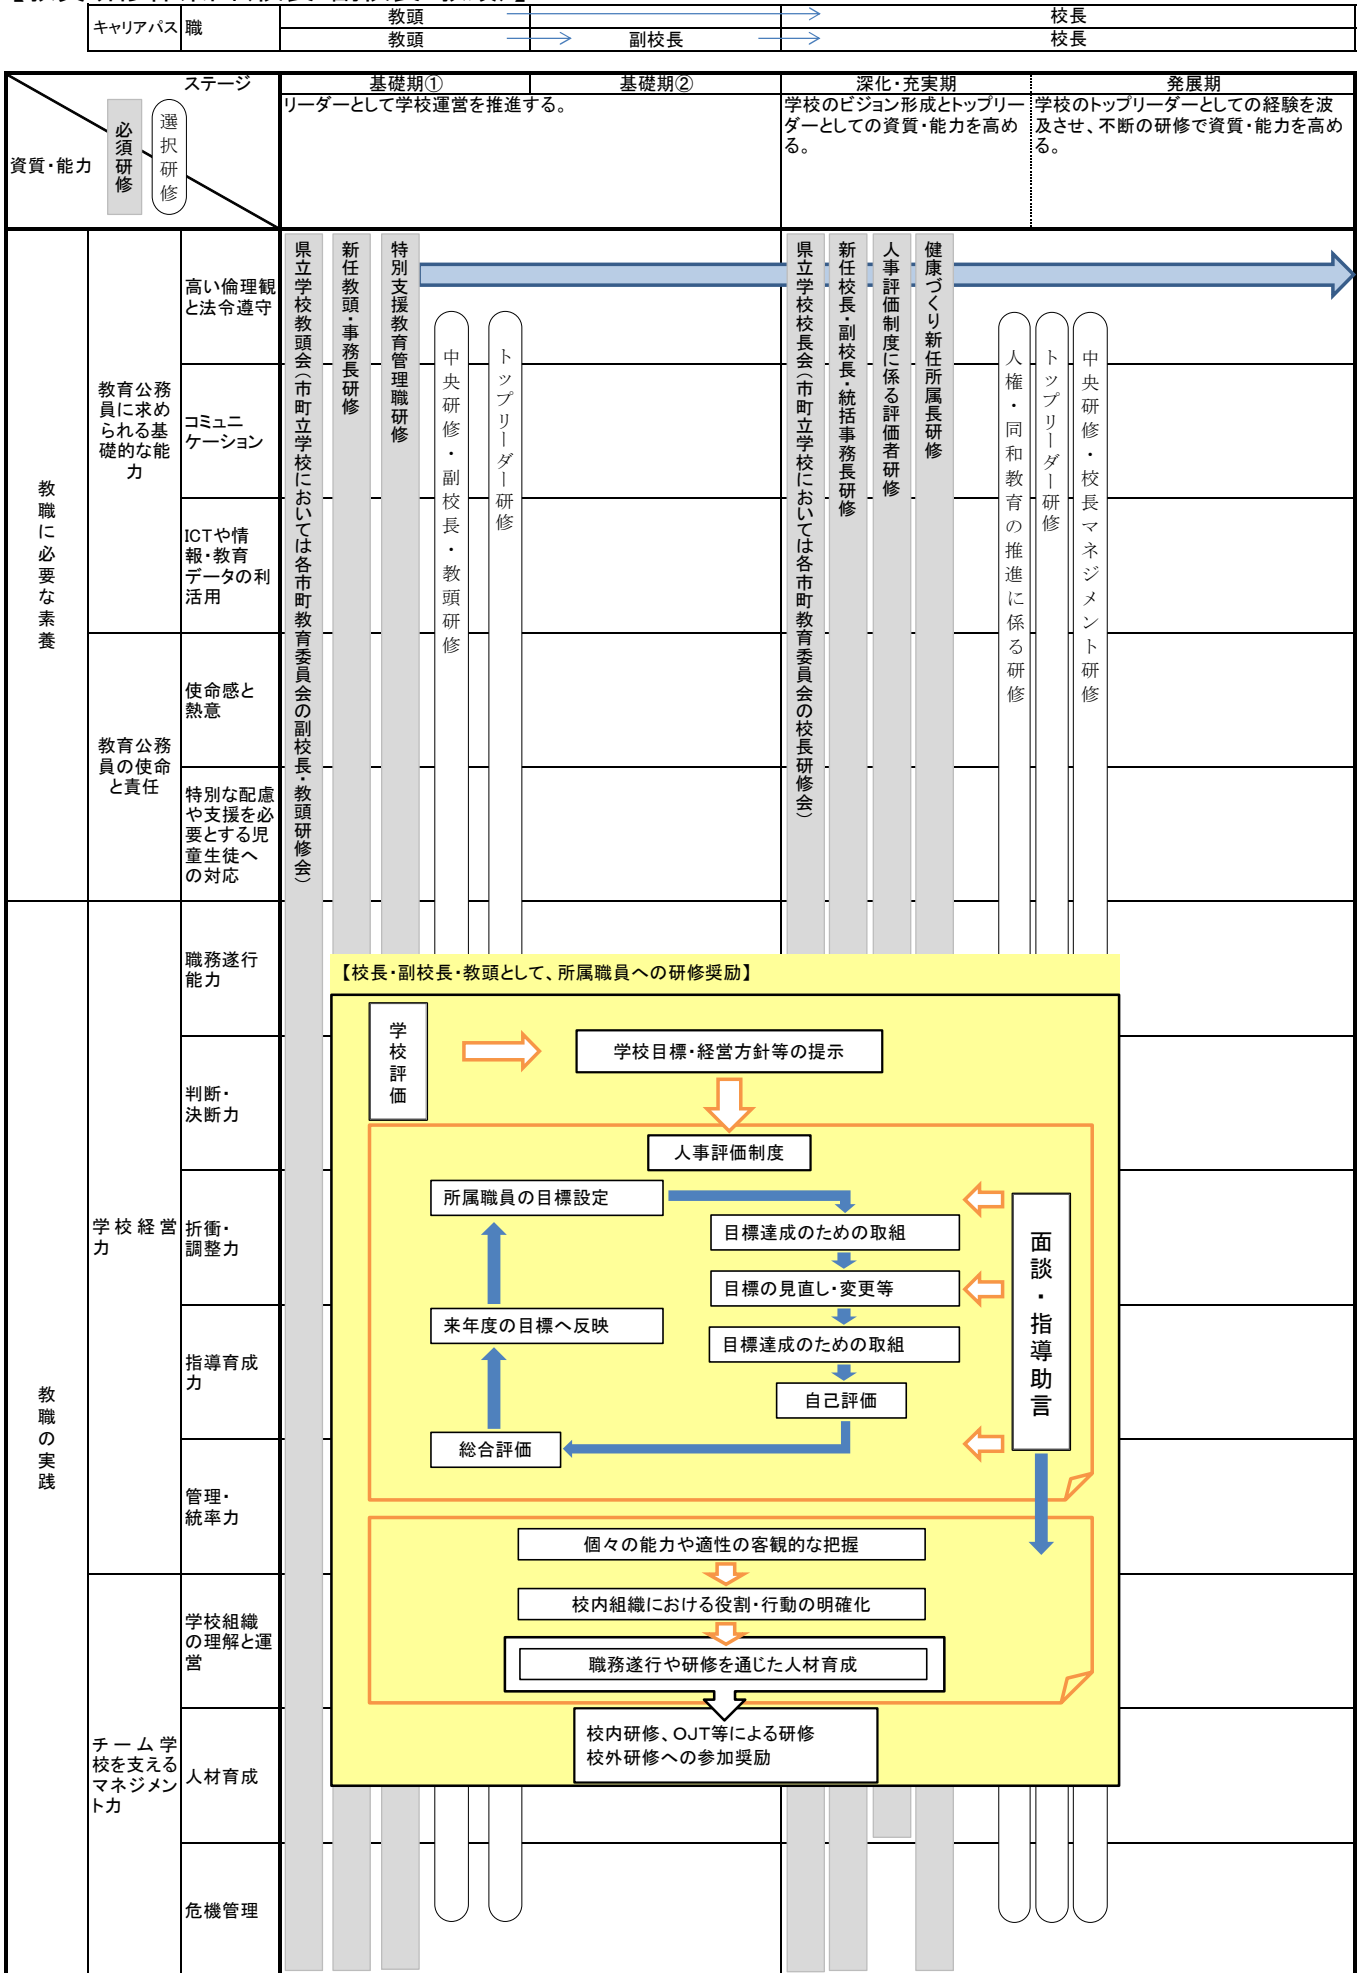 キャリアパス 職
教頭 校長
教頭 副校長 校長
ステージ
資質・能力
必須研修
選択研修
基礎期① 基礎期② 深化・充実期 発展期
リーダーとして学校運営を推進する。
学校のビジョン形成とトップリー
ダーとしての資質・能力を高め
る。
学校のトップリーダーとしての経験を波
及させ、不断の研修で資質・能力を高め
る。
教職に必要な素養
教育公務
員に求め
られる基
礎的な能
力
高い倫理観
と法令遵守
コミュニ
ケーション
ICTや情
報・教育
データの利
活用
教育公務
員の使命
と責任
使命感と
熱意
特別な配慮
や支援を必
要とする児
童生徒へ
の対応
県立学校教頭会(市町立学校においては各市町教育委員会の副校長・教頭研修会)
新任教頭・事務長研修
特別支援教育管理職研修
中央研修・副校長・教頭研修
トップリーダー研修
県立学校校長会(市町立学校においては各市町教育委員会の校長研修会)
新任校長・副校長・統括事務長研修
人事評価制度に係る評価者研修
健康づくり新任所属長研修
人権・同和教育の推進に係る研修
トップリーダー研修
中央研修・校長マネジメント研修
教職の実践
学校経営
力
職務遂行
能力
判断・
決断力
折衝・
調整力
指導育成
力
管理・
統率力
チーム学
校を支える
マネジメン
ト力
学校組織
の理解と運
営
人材育成
危機管理
【校長・副校長・教頭として、所属職員への研修奨励】
学校評価
学校目標・経営方針等の提示
人事評価制度
所属職員の目標設定
目標達成のための取組
目標の見直し・変更等
来年度の目標へ反映
目標達成のための取組
自己評価
総合評価
面談・指導助言
個々の能力や適性の客観的な把握
校内組織における役割・行動の明確化
職務遂行や研修を通じた人材育成
校内研修、OJT等による研修
校外研修への参加奨励